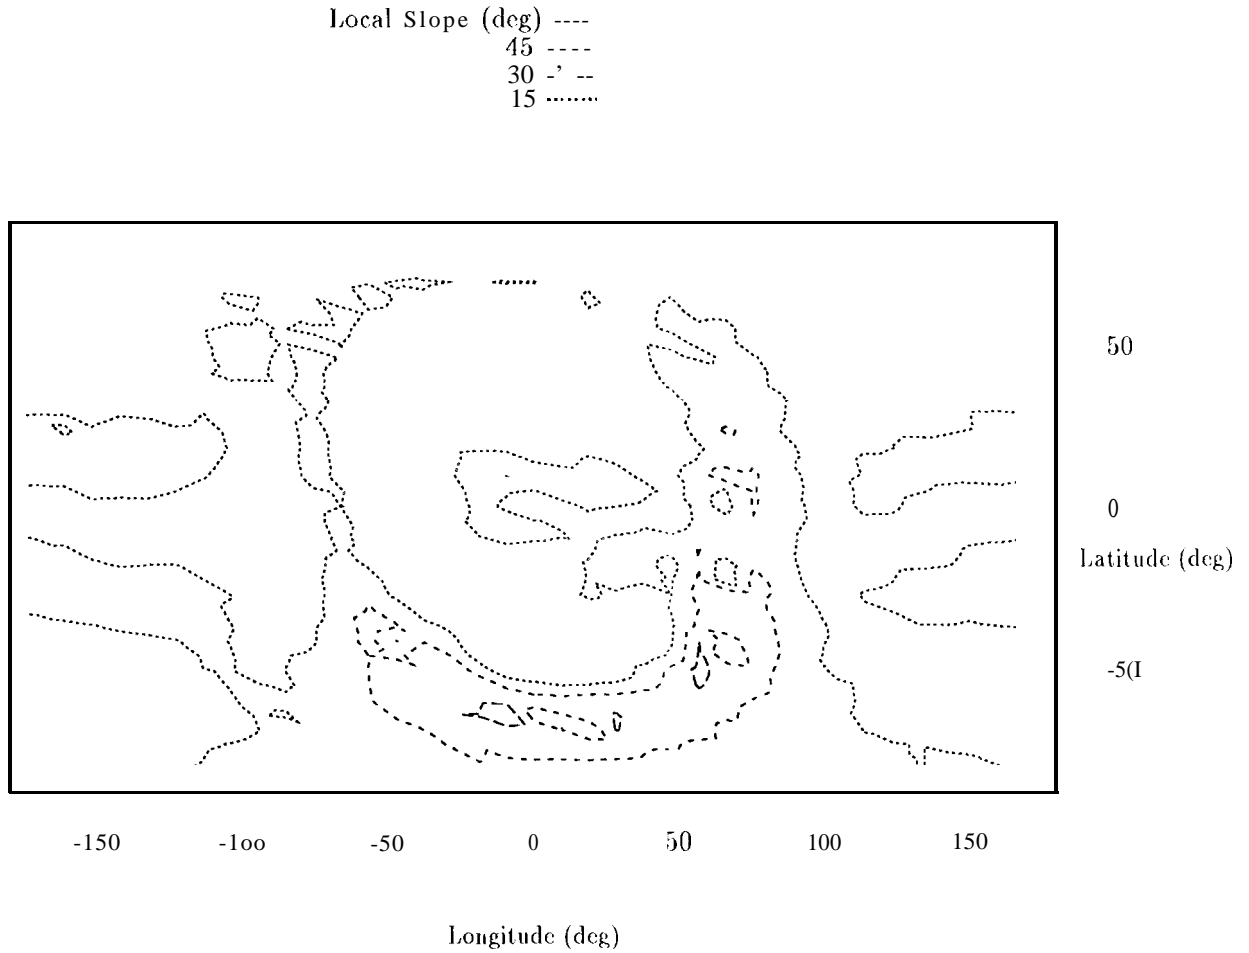 Local Slope (deg) ----
45 ----
30 -' --
15 .......
50
0
Latitude (deg)
-5(I
-150 -1oo -50 0 50 100 150
Longitude (deg)